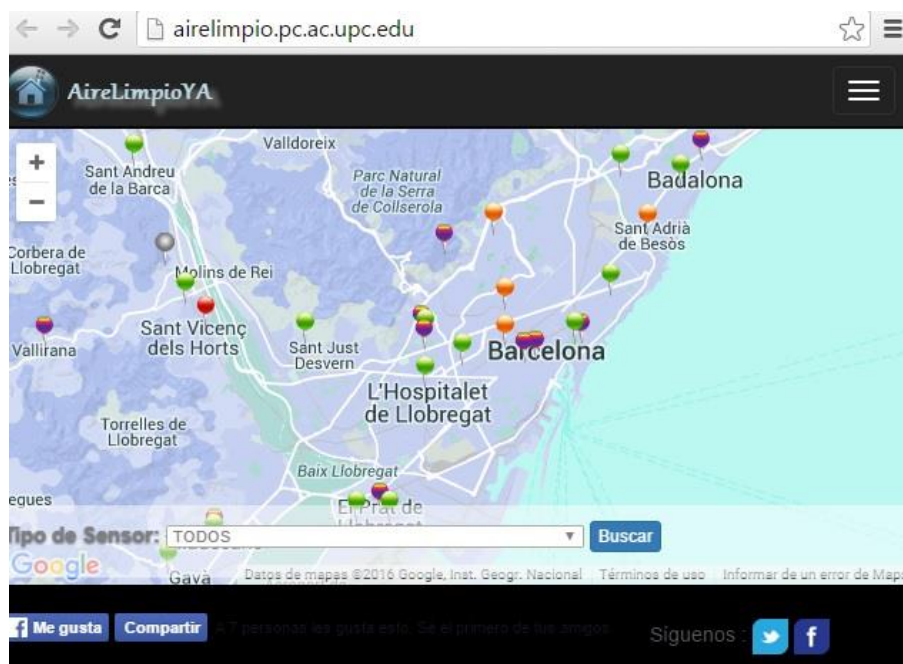 airelimpio.pc.ac.upc.edu
AireLimpioYA
+
−
Valldoreix
Sant Andreu
de la Barca
Parc Natural
de la Serra
de Collserola
Badalona
Sant Adrià
de Besòs
Corbera de
Llobregat
Molins de Rei
Sant Vicenç
dels Horts
Vallirana
Sant Just
Desvern
Barcelona
L'Hospitalet
de Llobregat
Torrelles de
Llobregat
Baix Llobregat
egues
El Prat de
Llobregat
Tipo de Sensor: TODOS Buscar
Google
Gavà
Datos de mapas ©2016 Google, Inst. Geogr. Nacional Términos de uso Informar de un error de Maps
Me gusta Compartir A 7 personas les gusta esto. Sé el primero de tus amigos.
Síguenos :